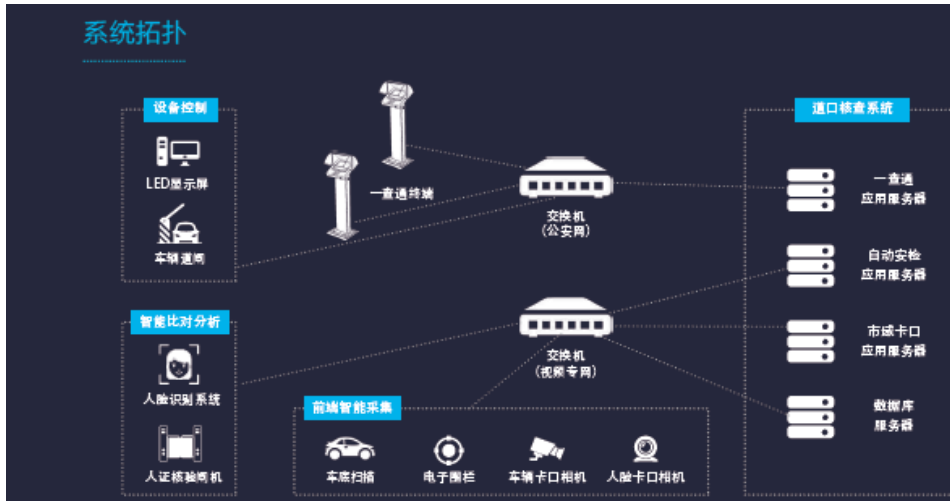 系统拓扑
设备控制
LED显示屏
车辆道闸
一查通终端
交换机
(公安网)
道口核查系统
一查通
应用服务器
自动安检
应用服务器
市域卡口
应用服务器
数据库
服务器
智能比对分析
人脸识别系统
人证核验闸机
交换机
(视频专网)
前端智能采集
车底扫描
电子围栏
车辆卡口相机
人脸卡口相机